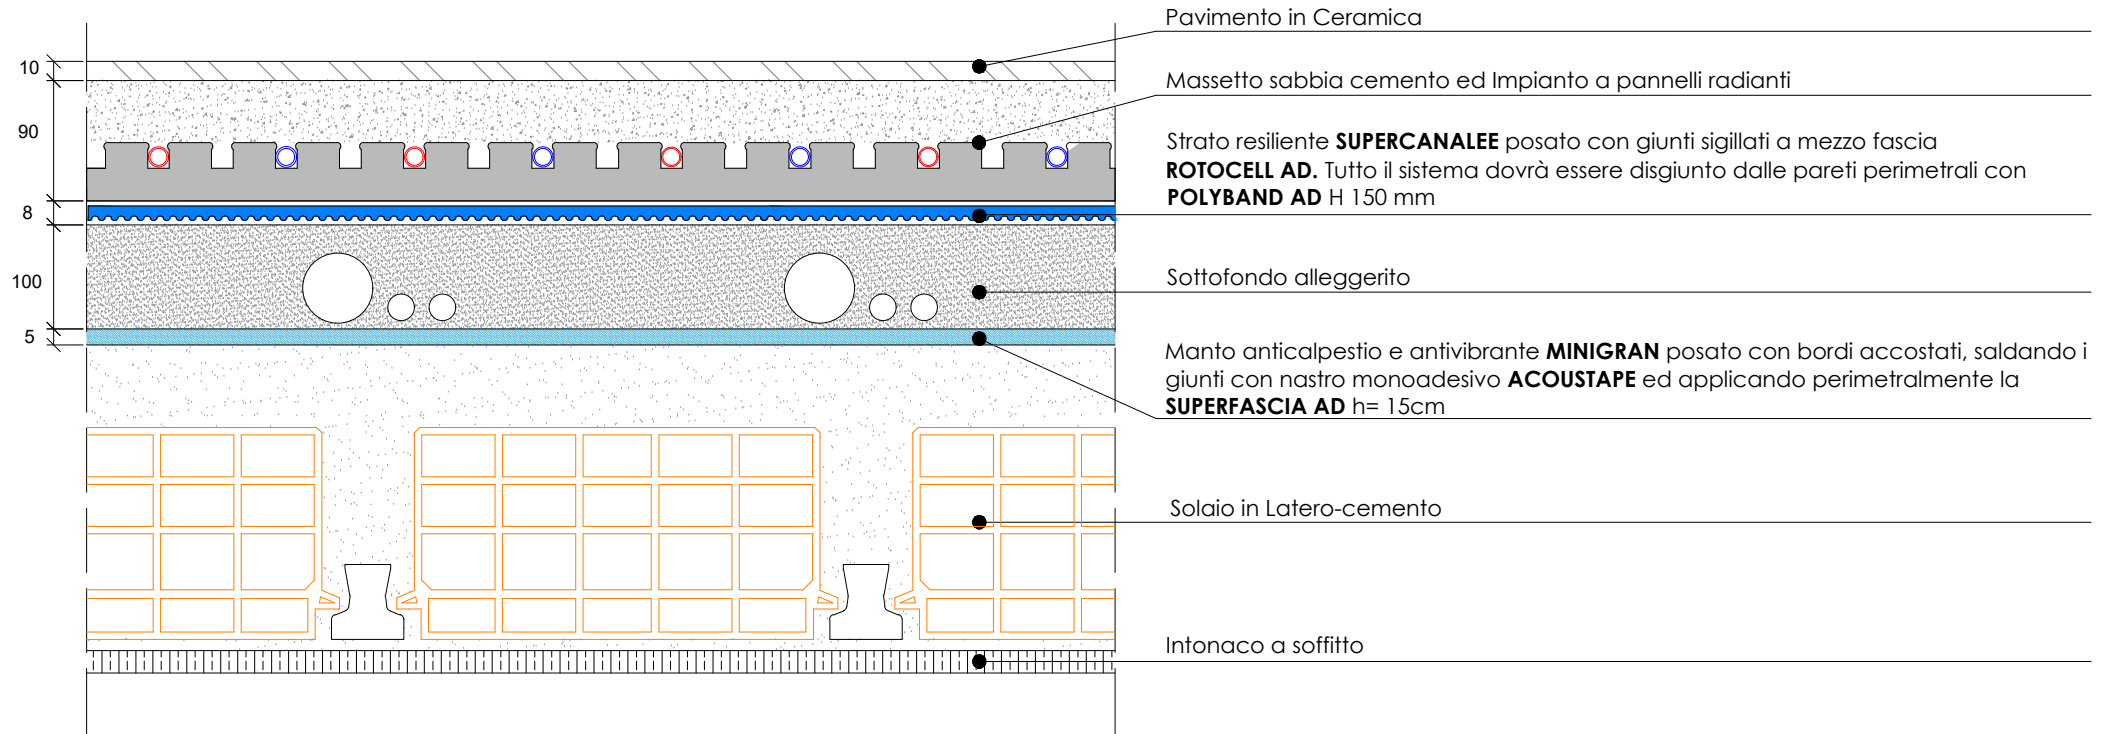 Pavimento in Ceramica
10
Massetto sabbia cemento ed Impianto a pannelli radianti
90
Strato resiliente SUPERCANALEE posato con giunti sigillati a mezzo fascia
ROTOCELL AD. Tutto il sistema dovrà essere disgiunto dalle pareti perimetrali con
POLYBAND AD H 150 mm
8
Sottofondo alleggerito
100
5
Manto anticalpestio e antivibrante MINIGRAN posato con bordi accostati, saldando i
giunti con nastro monoadesivo ACOUSTAPE ed applicando perimetralmente la
SUPERFASCIA AD h= 15cm
Solaio in Latero-cemento
Intonaco a soffitto